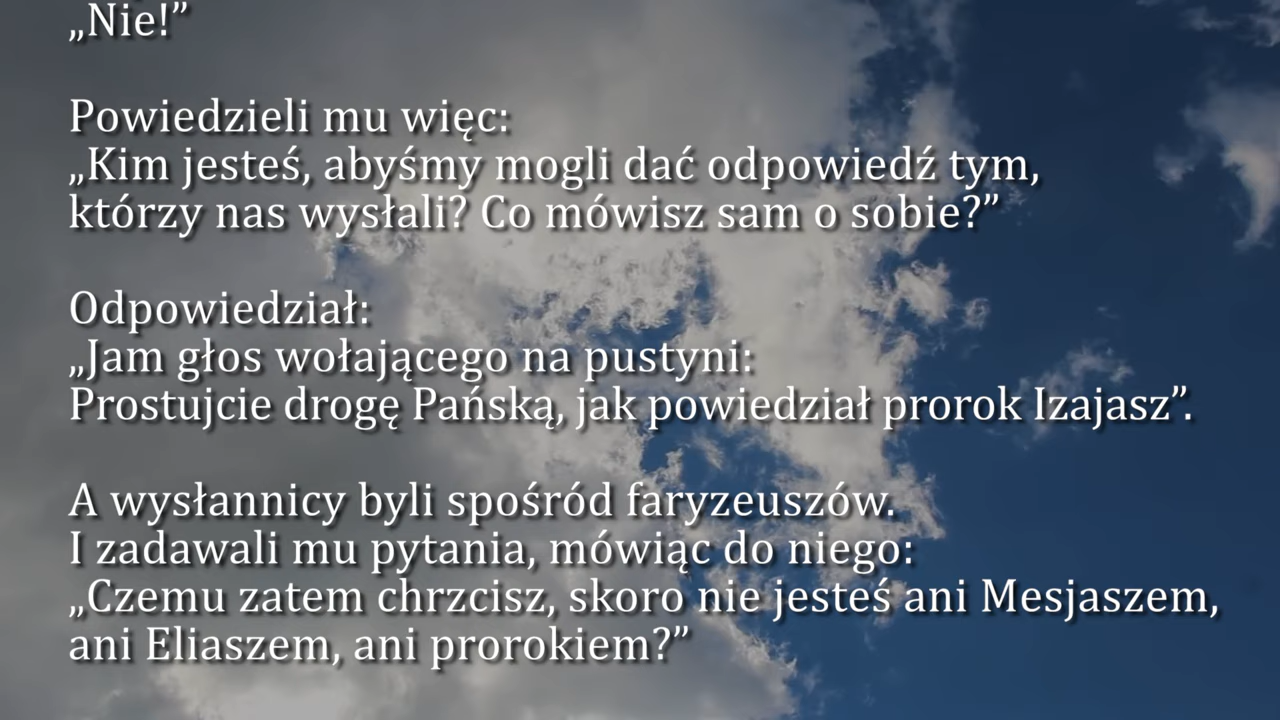 „Nie!”
Powiedzieli mu więc:
„Kim jesteś, abyśmy mogli dać odpowiedź tym,
którzy nas wysłali? Co mówisz sam o sobie?”
Odpowiedział:
„Jam głos wołającego na pustyni:
Prostujcie drogę Pańską, jak powiedział prorok Izajasz”.
A wysłannicy byli spośród faryzeuszów.
I zadawali mu pytania, mówiąc do niego:
„Czemu zatem chrzcisz, skoro nie jesteś ani Mesjaszem,
ani Eliaszem, ani prorokiem?”